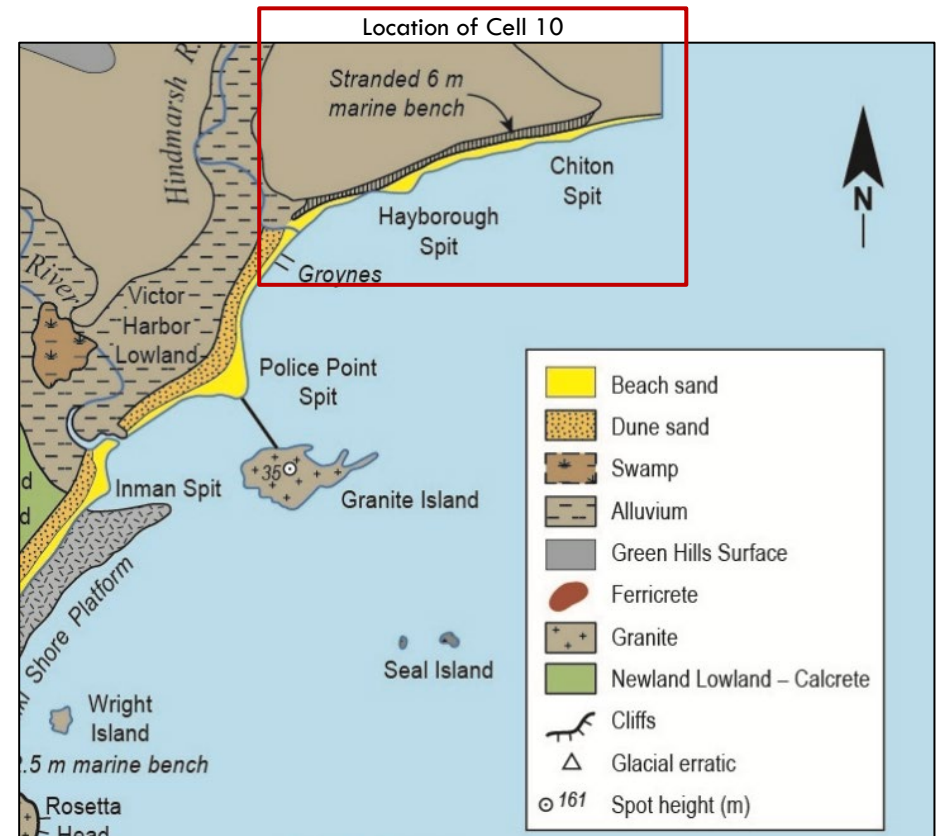 Location of Cell 10
Hindmarsh R.
Stranded 6 m
marine bench
Chiton
Spit
Hayborough
Spit
N
Groynes
River
Victor
Harbor
Lowland
Police Point
Spit
35
Granite Island
Inman Spit
d
d
Shore Platform
Seal Island
Wright
Island
.5 m marine bench
Rosetta
Head
Beach sand
Dune sand
Swamp
Alluvium
Green Hills Surface
Ferricrete
Granite
Newland Lowland – Calcrete
Cliffs
Glacial erratic
161 Spot height (m)